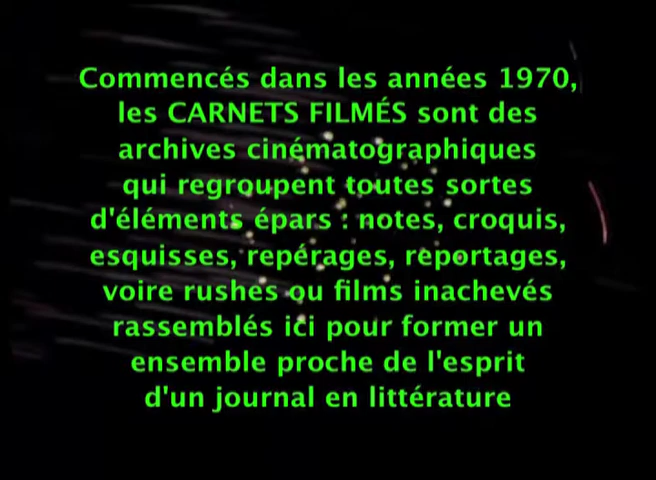 Commencés dans les années 1970,
les CARNETS FILMÉS sont des
archives cinématographiques
qui regroupent toutes sortes
d'éléments épars : notes, croquis,
esquisses, repérages, reportages,
voire rushes ou films inachevés
rassemblés ici pour former un
ensemble proche de l'esprit
d'un journal en littérature